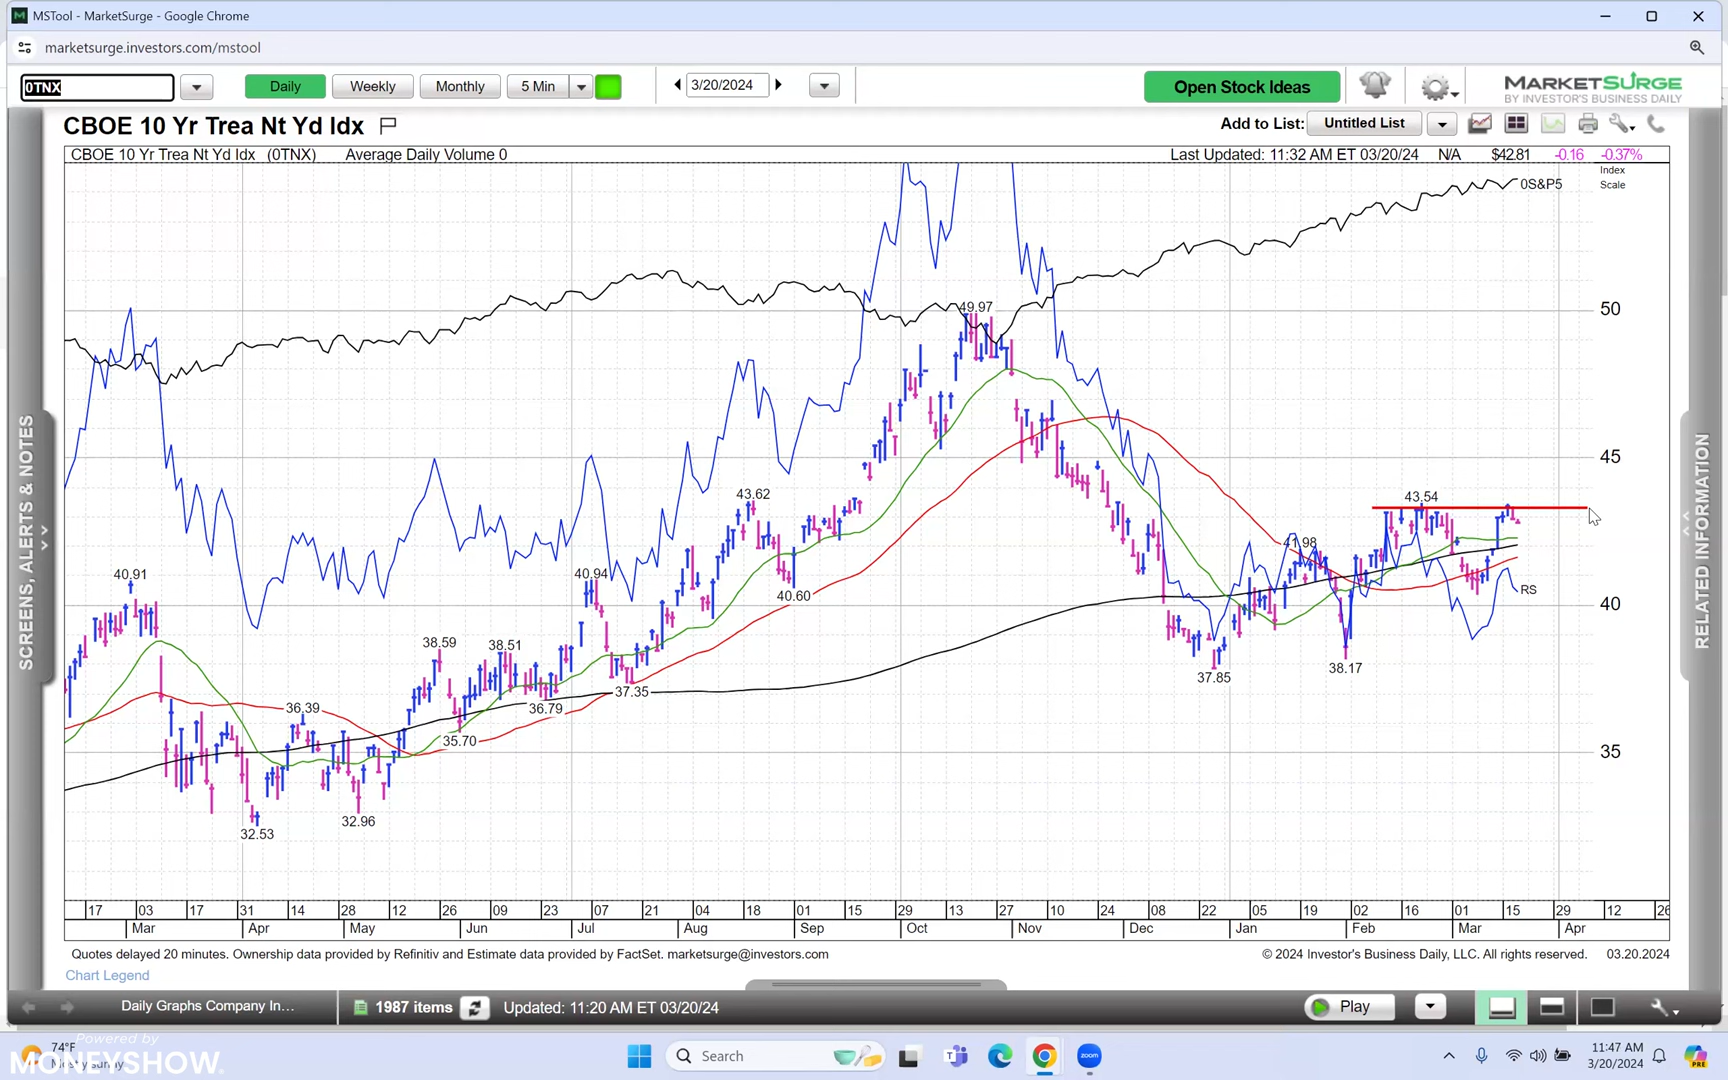 MSTool - MarketSurge - Google Chrome
marketsurge.investors.com/mstool
0TNX Daily Weekly Monthly 5 Min 3/20/2024 Open Stock Ideas MARKETSURGE
BY INVESTOR'S BUSINESS DAILY
CBOE 10 Yr Trea Nt Yd Idx Add to List: Untitled List
CBOE 10 Yr Trea Nt Yd Idx (0TNX) Average Daily Volume 0 Last Updated: 11:32 AM ET 03/20/24 N/A $42.81 -0.16 -0.37%
Index
Scale
0S&P5
50
49.97
45
43.62
43.54
41.98
40.91
40.94
40.60
RS
40
38.59
38.51
38.17
37.85
37.35
36.79
36.39
35.70
35
32.96
32.53
17 03 17 31 14 28 12 26 09 23 07 21 04 18 01 15 29 13 27 10 24 08 22 05 19 02 16 01 15 29 12 26
Mar Apr May Jun Jul Aug Sep Oct Nov Dec Jan Feb Mar Apr
Quotes delayed 20 minutes. Ownership data provided by Refinitiv and Estimate data provided by FactSet. marketsurge@investors.com © 2024 Investor's Business Daily, LLC. All rights reserved. 03.20.2024
Chart Legend
SCREENS, ALERTS & NOTES
RELATED INFORMATION
Daily Graphs Company In... 1987 items Updated: 11:20 AM ET 03/20/24 Play
74°F
Mostly sunny
Powered by
MONEYSHOW
Search
zoom
PRE
11:47 AM
3/20/2024